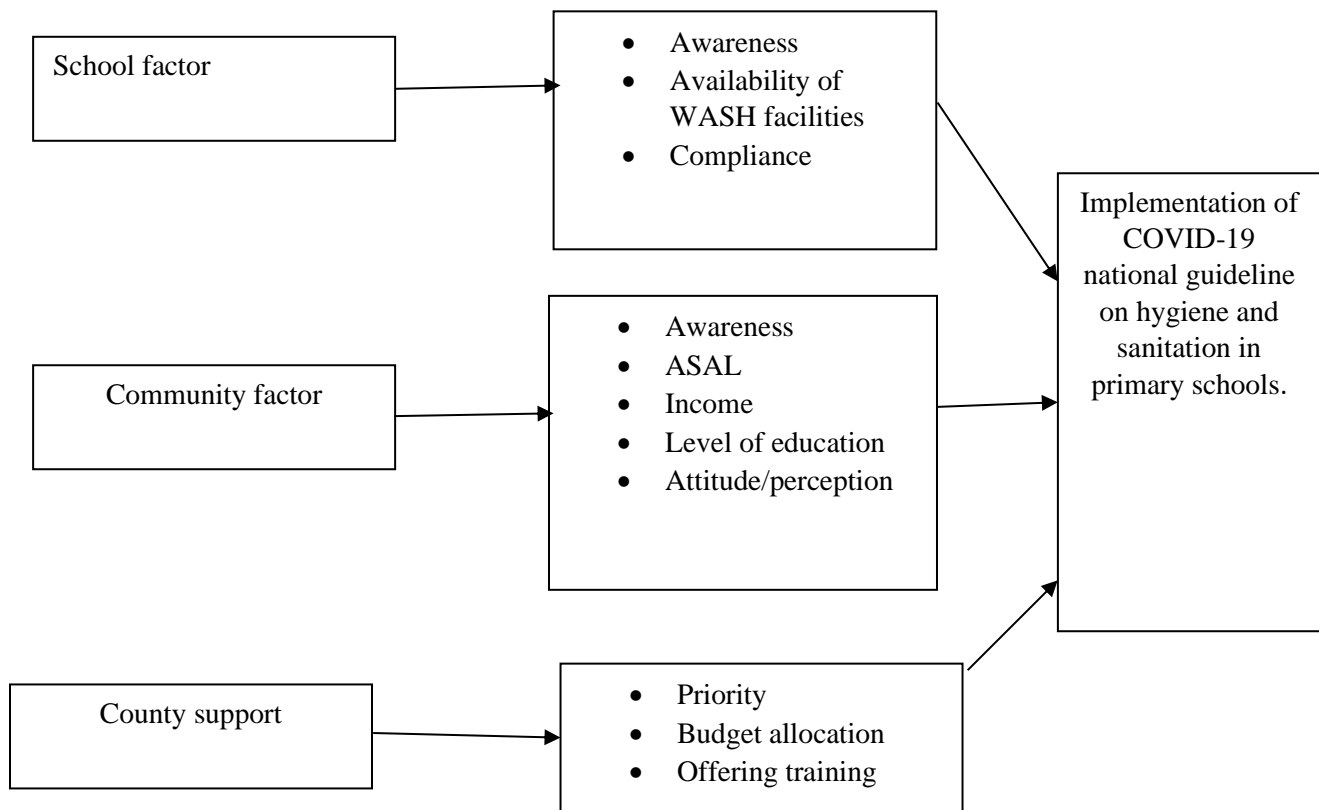 School factor
• Awareness
• Availability of
WASH facilities
• Compliance
Community factor
• Awareness
• ASAL
• Income
• Level of education
• Attitude/perception
County support
• Priority
• Budget allocation
• Offering training
Implementation of
COVID-19
national guideline
on hygiene and
sanitation in
primary schools.